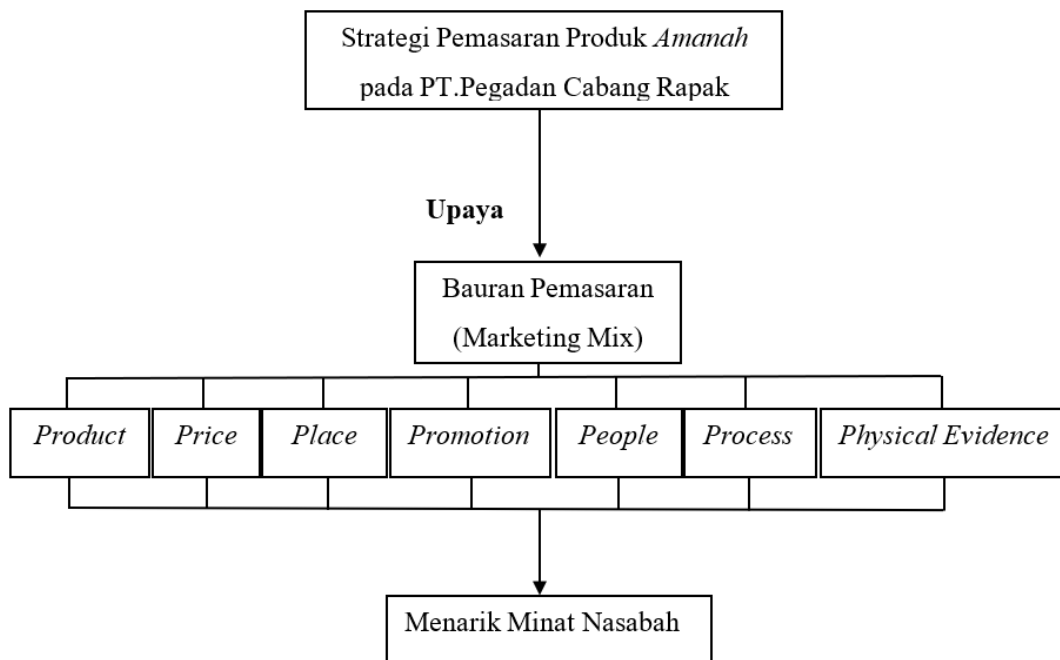 Strategi Pemasaran Produk Amanah
pada PT.Pegadan Cabang Rapak
Upaya
Bauran Pemasaran
(Marketing Mix)
Product
Price
Place
Promotion
People
Process
Physical Evidence
Menarik Minat Nasabah